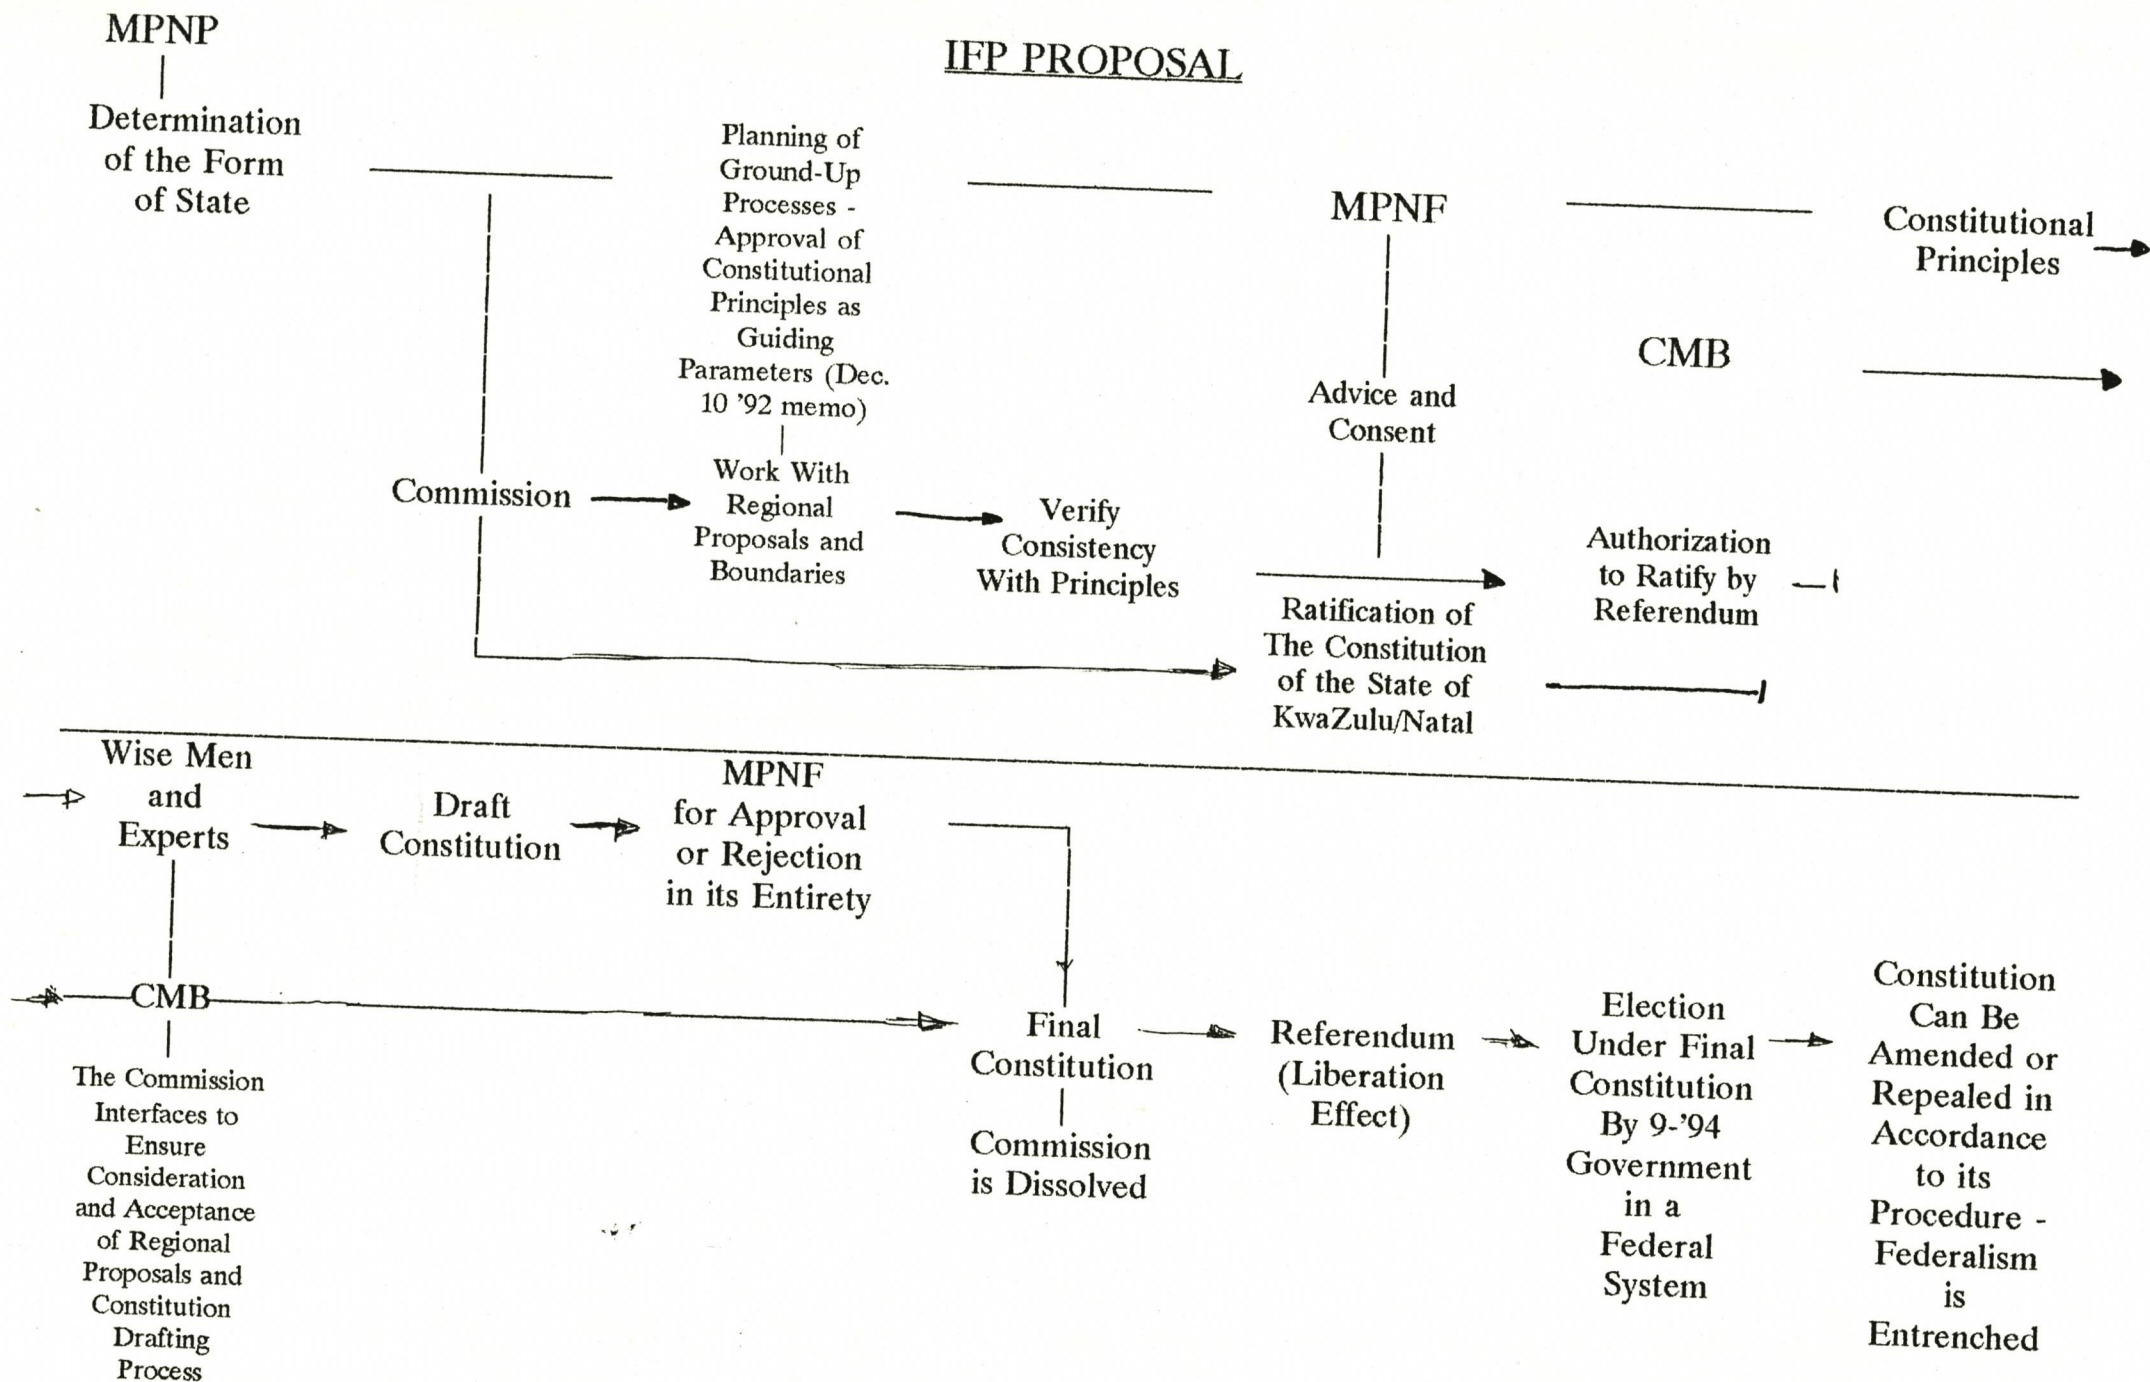 MPNP
IFP PROPOSAL
Determination
of the Form
of State
Planning of
Ground-Up
Processes -
Approval of
Constitutional
Principles as
Guiding
Parameters (Dec.
10 '92 memo)
MPNF
Constitutional
Principles
CMB
Advice and
Consent
Commission
Work With
Regional
Proposals and
Boundaries
Verify
Consistency
With Principles
Authorization
to Ratify by
Referendum
Ratification of
The Constitution
of the State of
KwaZulu/Natal
Wise Men
and
Experts
Draft
Constitution
MPNF
for Approval
or Rejection
in its Entirety
CMB
The Commission
Interfaces to
Ensure
Consideration
and Acceptance
of Regional
Proposals and
Constitution
Drafting
Process
Final
Constitution
Commission
is Dissolved
Referendum
(Liberation
Effect)
Election
Under Final
Constitution
By 9-'94
Government
in a
Federal
System
Constitution
Can Be
Amended or
Repealed in
Accordance
to its
Procedure -
Federalism
is
Entrenched